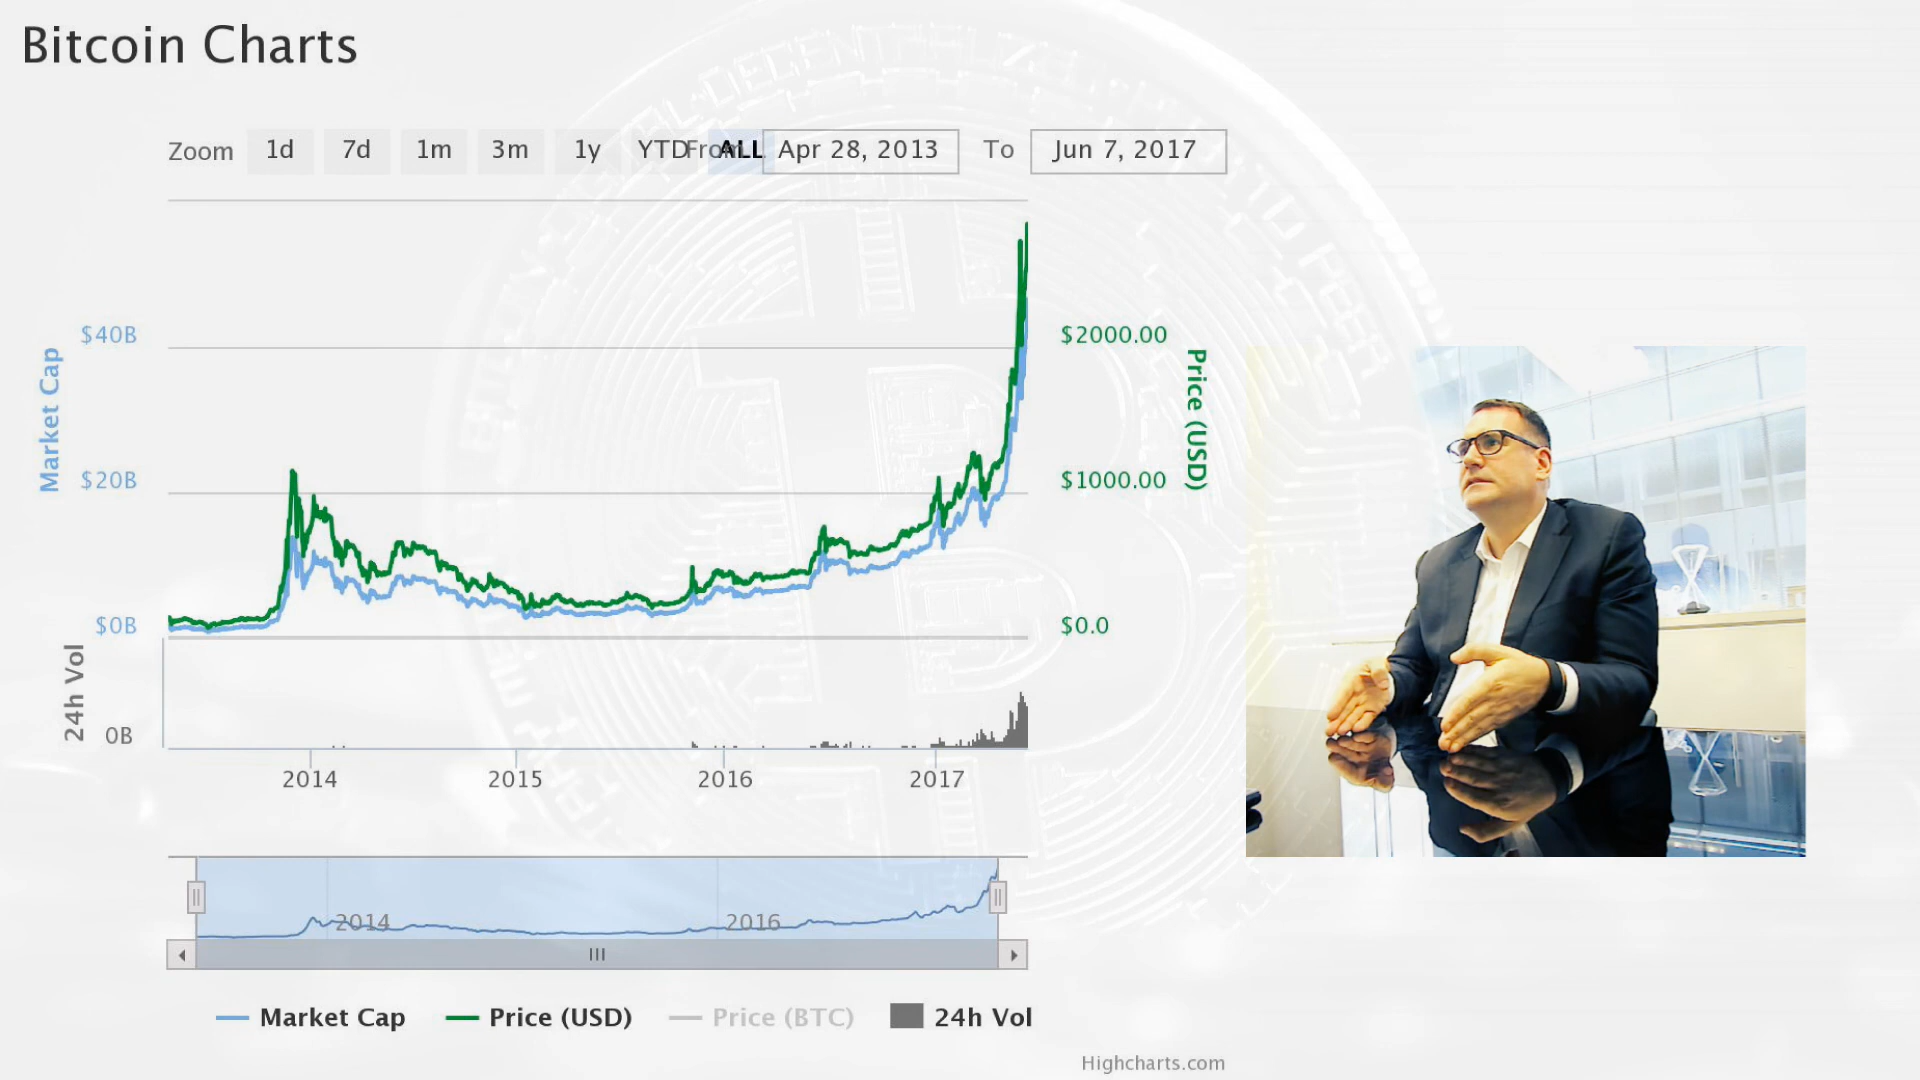 Bitcoin Charts
Zoom 1d 7d 1m 3m 1y YTD From ALL Apr 28, 2013 To Jun 7, 2017
$40B
$2000.00
Market Cap
Price (USD)
$20B
$1000.00
$0B
$0.0
24h Vol
0B
2014 2015 2016 2017
2014 2016
Market Cap Price (USD) Price (BTC) 24h Vol
Highcharts.com